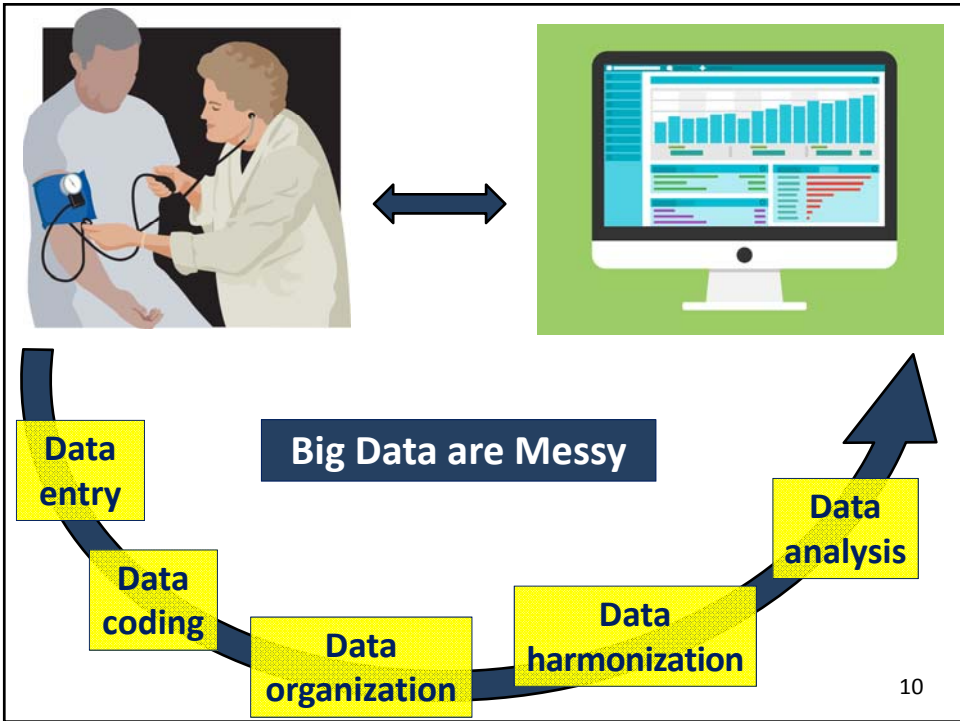 Big Data are Messy
Data
entry
Data
coding
Data
organization
Data
harmonization
Data
analysis
10